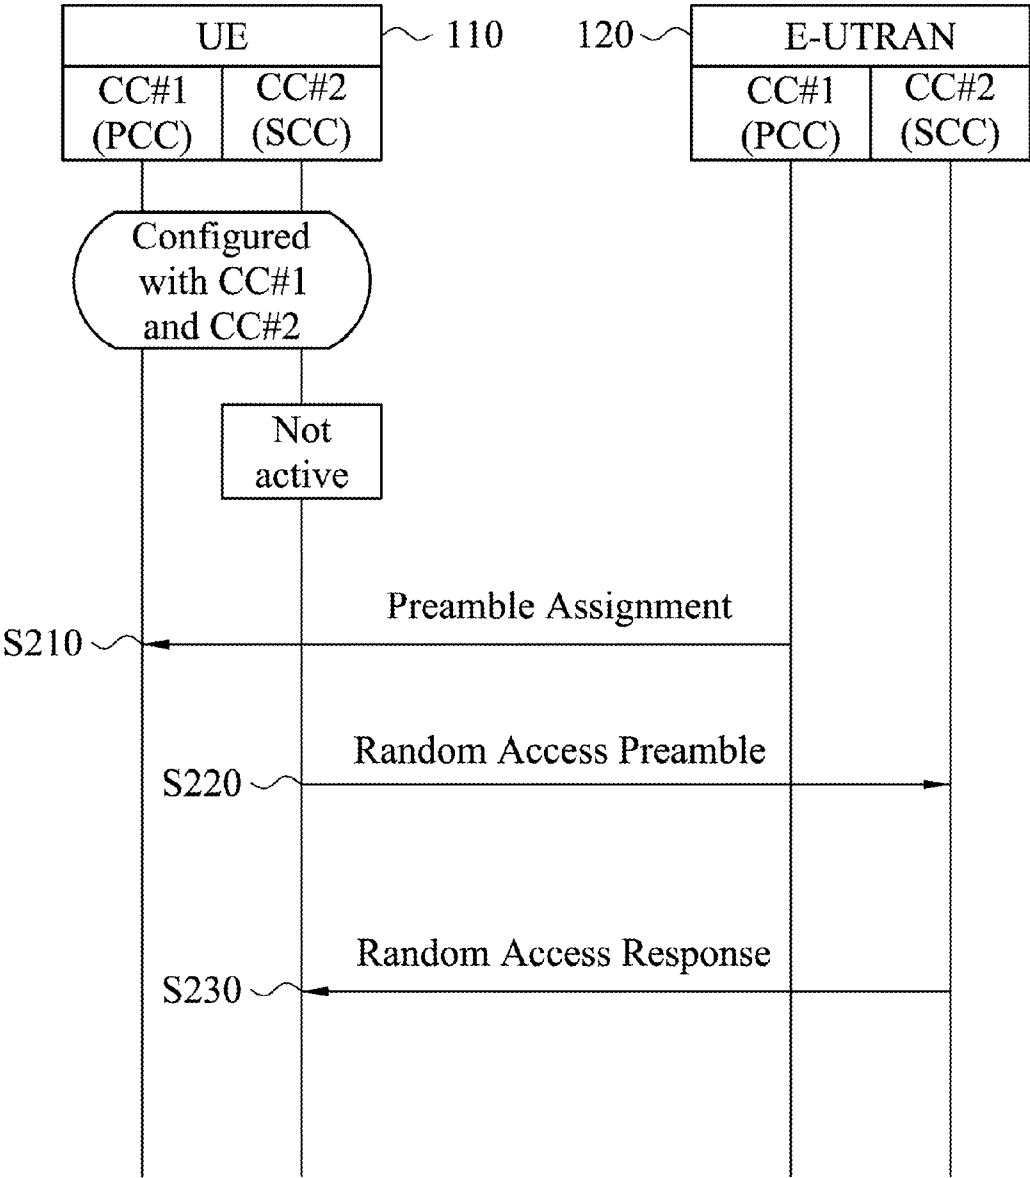 UE
110
120
E-UTRAN
CC#1
(PCC)
CC#2
(SCC)
CC#1
(PCC)
CC#2
(SCC)
Configured
with CC#1
and CC#2
Not
active
Preamble Assignment
S210
Random Access Preamble
S220
Random Access Response
S230